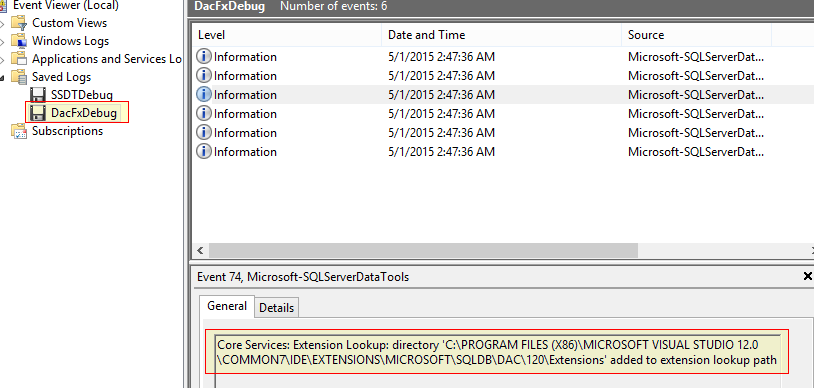 Event Viewer (Local)
Custom Views
Windows Logs
Applications and Services Lo
Saved Logs
SSDTDebug
DacFxDebug
Subscriptions
DacFxDebug Number of events: 6
Level Date and Time Source
Information 5/1/2015 2:47:36 AM Microsoft-SQLServerDat...
Information 5/1/2015 2:47:36 AM Microsoft-SQLServerDat...
Information 5/1/2015 2:47:36 AM Microsoft-SQLServerDat...
Information 5/1/2015 2:47:36 AM Microsoft-SQLServerDat...
Information 5/1/2015 2:47:36 AM Microsoft-SQLServerDat...
Information 5/1/2015 2:47:36 AM Microsoft-SQLServerDat...
Event 74, Microsoft-SQLServerDataTools
General Details
Core Services: Extension Lookup: directory 'C:\PROGRAM FILES (X86)\MICROSOFT VISUAL STUDIO 12.0
\COMMON7\IDE\EXTENSIONS\MICROSOFT\SQLDB\DAC\120\Extensions' added to extension lookup path